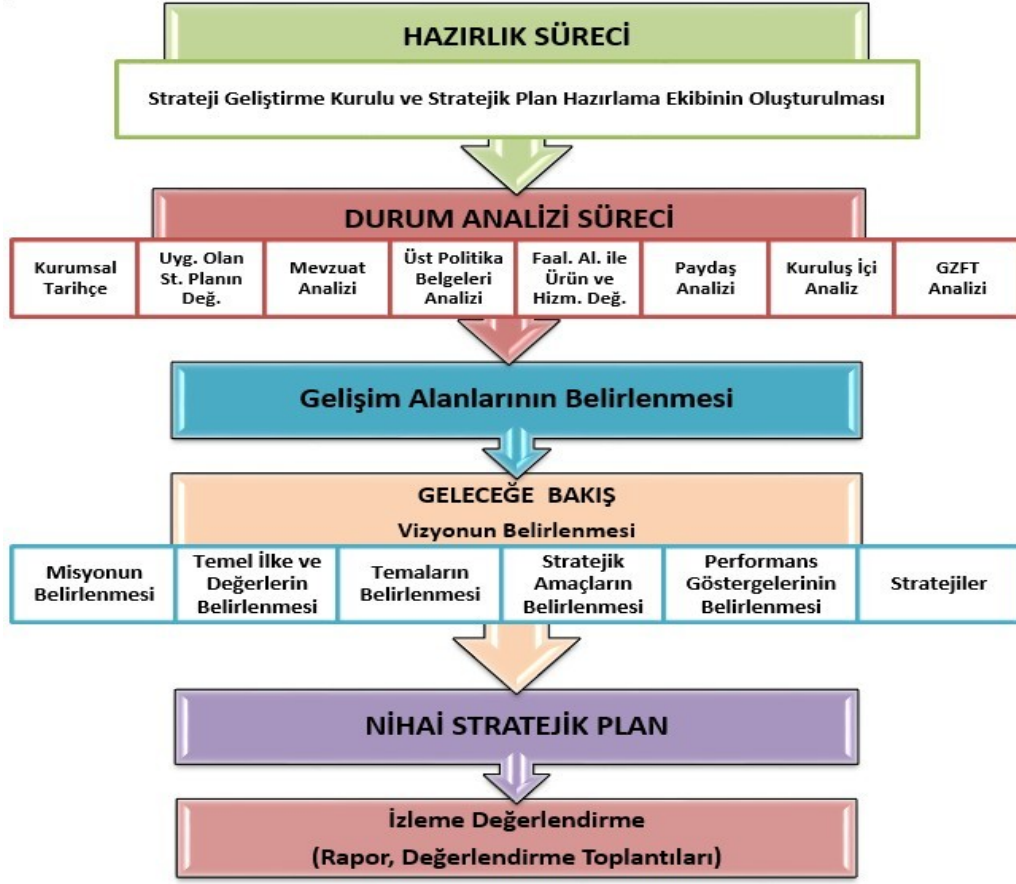 HAZIRLIK SÜRECİ
Strateji Geliştirme Kurulu ve Stratejik Plan Hazırlama Ekibinin Oluşturulması
DURUM ANALİZİ SÜRECİ
Kurumsal
Tarihçe
Uyg. Olan
St. Planın
Değ.
Mevzuat
Analizi
Üst Politika
Belgeleri
Analizi
Faal. Al. ile
Ürün ve
Hizm. Değ.
Paydaş
Analizi
Kuruluş İçi
Analiz
GZFT
Analizi
Gelişim Alanlarının Belirlenmesi
GELECEĞE BAKIŞ
Vizyonun Belirlenmesi
Misyonun
Belirlenmesi
Temel İlke ve
Değerlerin
Belirlenmesi
Temaların
Belirlenmesi
Stratejik
Amaçların
Belirlenmesi
Performans
Göstergelerinin
Belirlenmesi
Stratejiler
NİHAİ STRATEJİK PLAN
İzleme Değerlendirme
(Rapor, Değerlendirme Toplantıları)